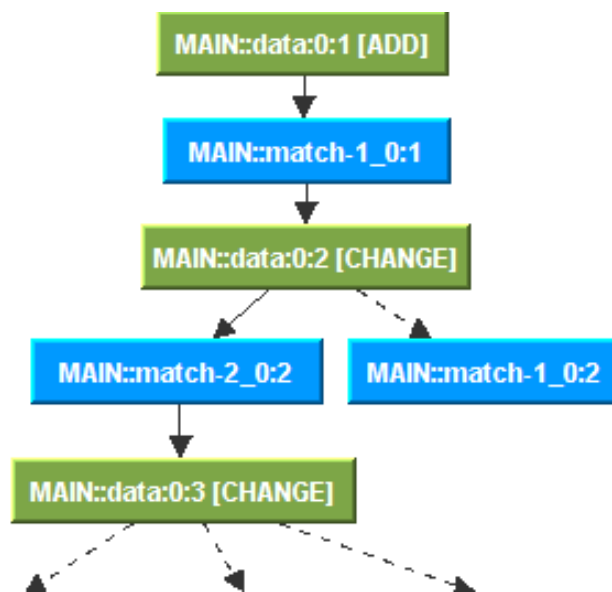 MAIN::data:0:1 [ADD]
MAIN::match-1_0:1
MAIN::data:0:2 [CHANGE]
MAIN::match-2_0:2
MAIN::match-1_0:2
MAIN::data:0:3 [CHANGE]